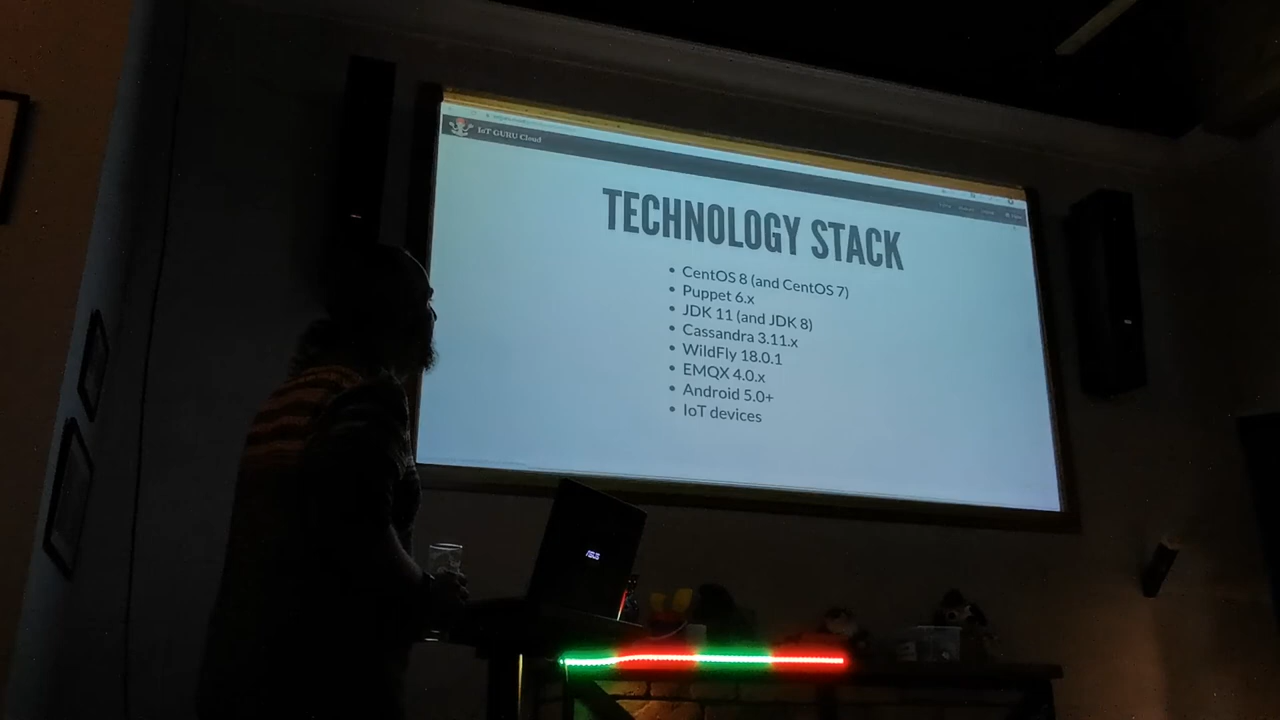 IoT GURU Cloud
TECHNOLOGY STACK
• CentOS 8 (and CentOS 7)
• Puppet 6.x
• JDK 11 (and JDK 8)
• Cassandra 3.11.x
• WildFly 18.0.1
• EMQX 4.0.x
• Android 5.0+
• IoT devices
ASUS